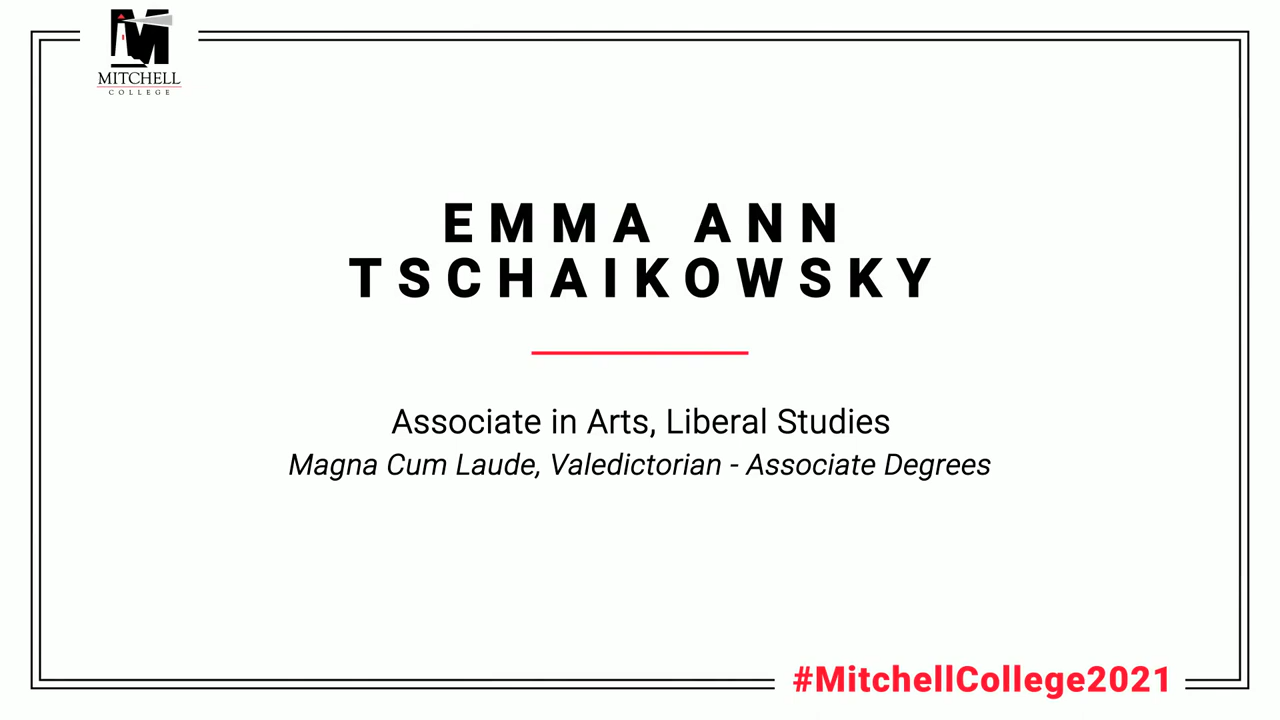 MITCHELL
COLLEGE
EMMA ANN
TSCHAIKOWSKY
Associate in Arts, Liberal Studies
Magna Cum Laude, Valedictorian - Associate Degrees
#MitchellCollege2021